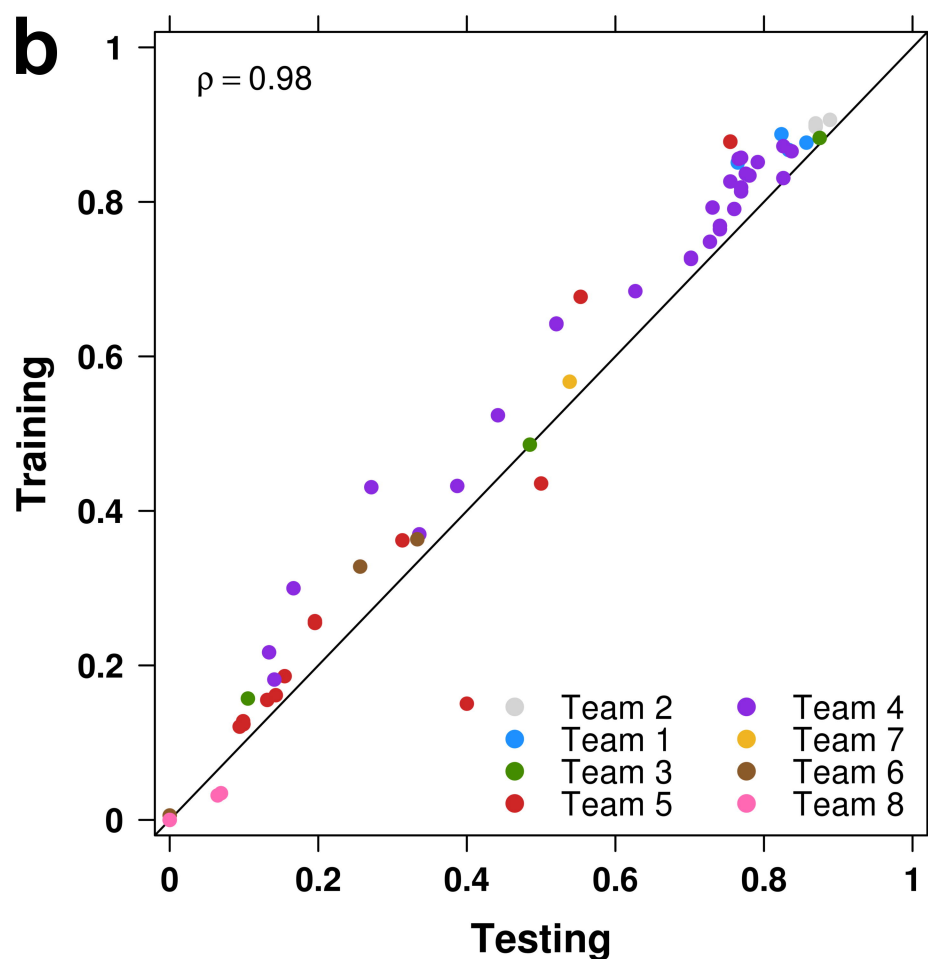 b
ρ = 0.98
1
0.8
0.6
0.4
0.2
0
Training
Team 2 Team 4
Team 1 Team 7
Team 3 Team 6
Team 5 Team 8
0 0.2 0.4 0.6 0.8 1
Testing